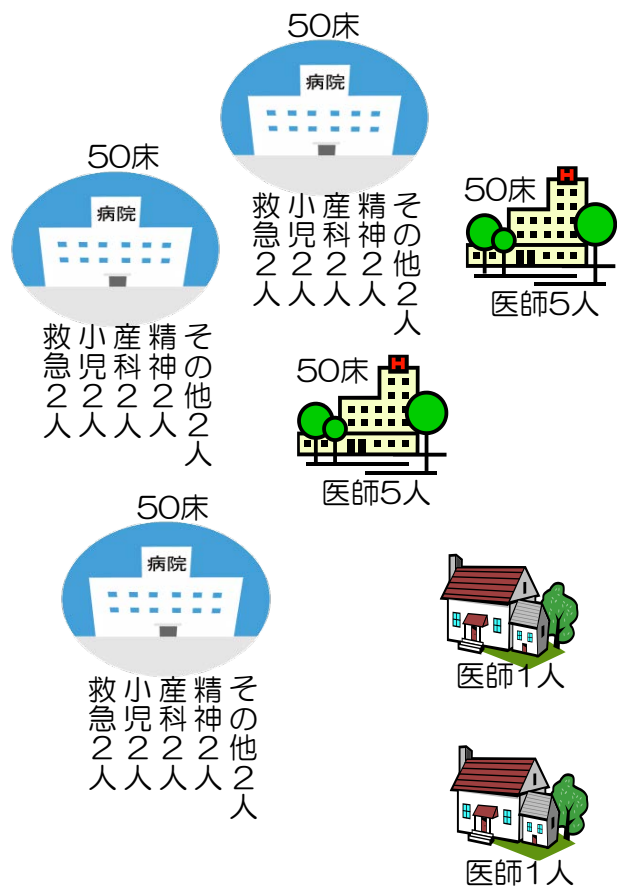 50床
病院
救急2人
小児2人
産科2人
精神2人
その他2人
50床
病院
救急2人
小児2人
産科2人
精神2人
その他2人
50床
H
医師5人
50床
H
医師5人
50床
病院
救急2人
小児2人
産科2人
精神2人
その他2人
医師1人
医師1人